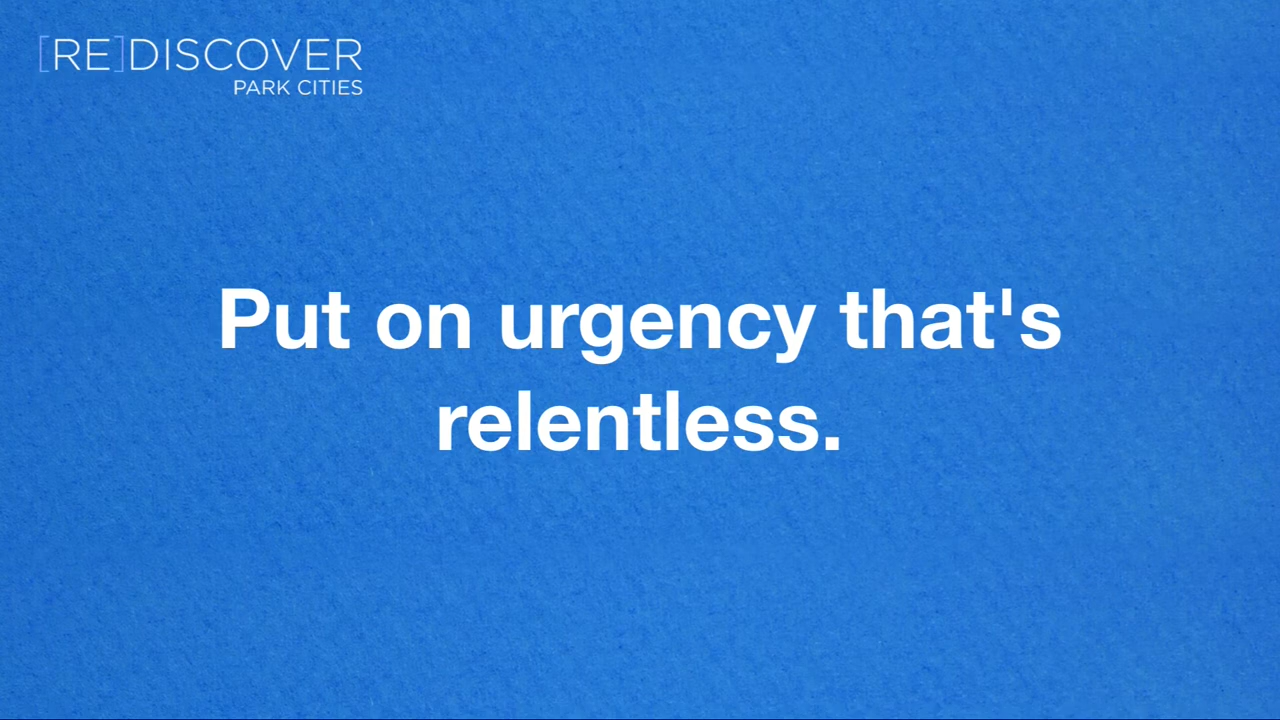 [RE]DISCOVER
PARK CITIES
Put on urgency that's
relentless.